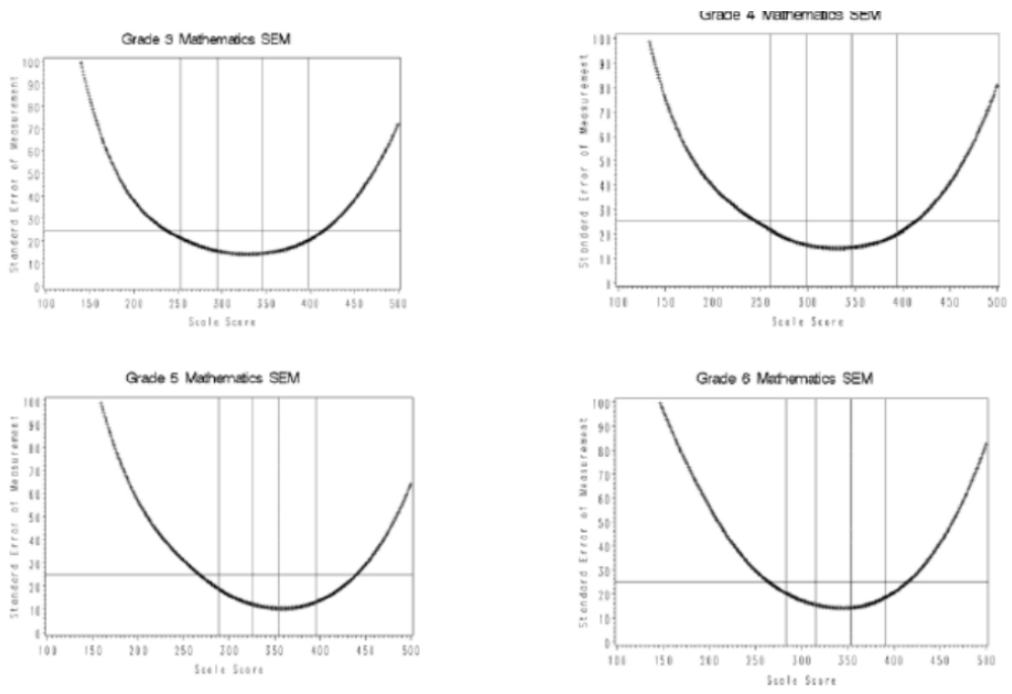 Grade 3 Mathematics SEM
Standard Error of Measurement
100
90
80
70
60
50
40
30
20
10
0
100 150 200 250 300 350 400 450 500
Scale Score
Grade 4 Mathematics SEM
Standard Error of Measurement
100
90
80
70
60
50
40
30
20
10
0
100 150 200 250 300 350 400 450 500
Scale Score
Grade 5 Mathematics SEM
Standard Error of Measurement
100
90
80
70
60
50
40
30
20
10
0
100 150 200 250 300 350 400 450 500
Scale Score
Grade 6 Mathematics SEM
Standard Error of Measurement
100
90
80
70
60
50
40
30
20
10
0
100 150 200 250 300 350 400 450 500
Scale Score